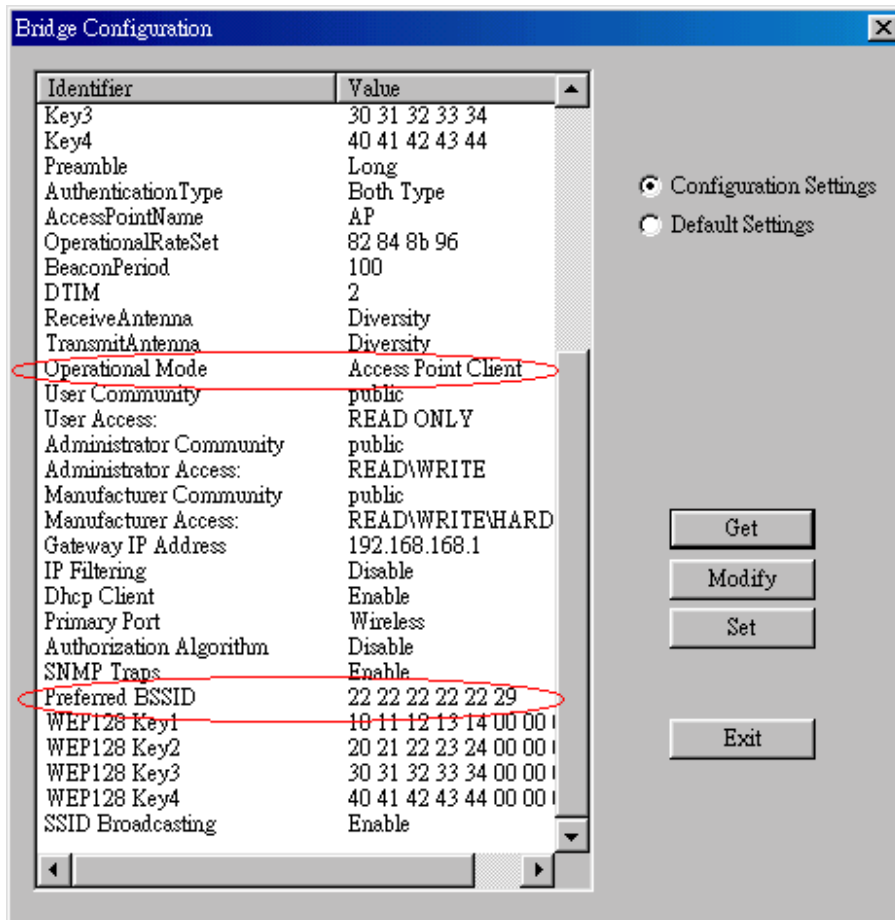 Bridge Configuration
Identifier Value
Key3 30 31 32 33 34
Key4 40 41 42 43 44
Preamble Long
AuthenticationType Both Type
AccessPointName AP
OperationalRateSet 82 84 8b 96
BeaconPeriod 100
DTIM 2
ReceiveAntenna Diversity
TransmitAntenna Diversity
Operational Mode Access Point Client
User Community public
User Access: READ ONLY
Administrator Community public
Administrator Access: READ\WRITE
Manufacturer Community public
Manufacturer Access: READ\WRITE\HARD
Gateway IP Address 192.168.168.1
IP Filtering Disable
Dhcp Client Enable
Primary Port Wireless
Authorization Algorithm Disable
SNMP Traps Enable
Preferred BSSID 22 22 22 22 22 29
WEP128 Key1 10 11 12 13 14 00 00
WEP128 Key2 20 21 22 23 24 00 00
WEP128 Key3 30 31 32 33 34 00 00
WEP128 Key4 40 41 42 43 44 00 00
SSID Broadcasting Enable
Configuration Settings
Default Settings
Get
Modify
Set
Exit